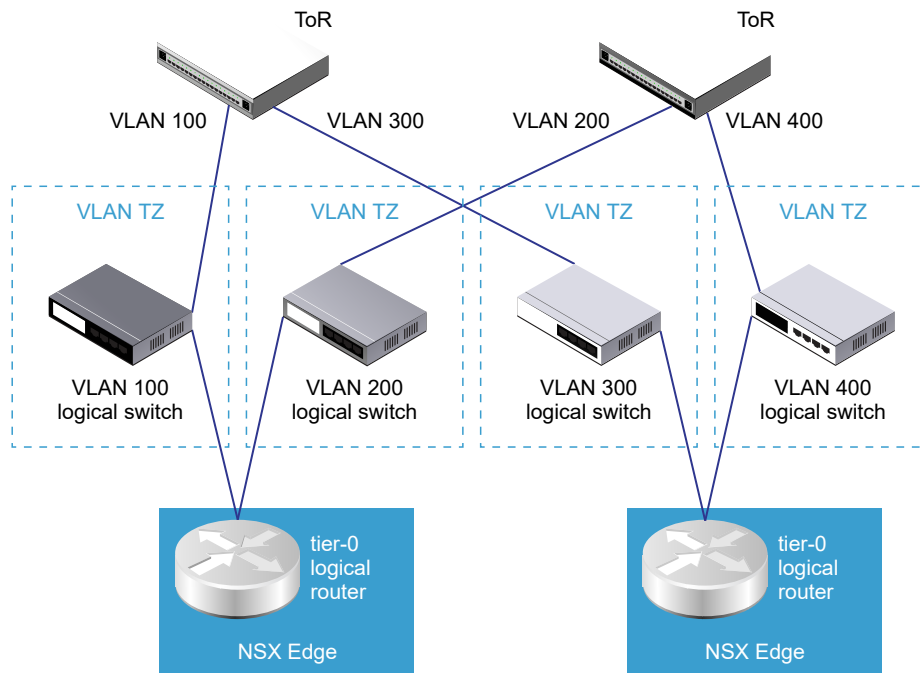 ToR
ToR
VLAN 100
VLAN 300
VLAN 200
VLAN 400
VLAN TZ
VLAN TZ
VLAN TZ
VLAN TZ
VLAN 100
logical switch
VLAN 200
logical switch
VLAN 300
logical switch
VLAN 400
logical switch
tier-0
logical
router
NSX Edge
tier-0
logical
router
NSX Edge